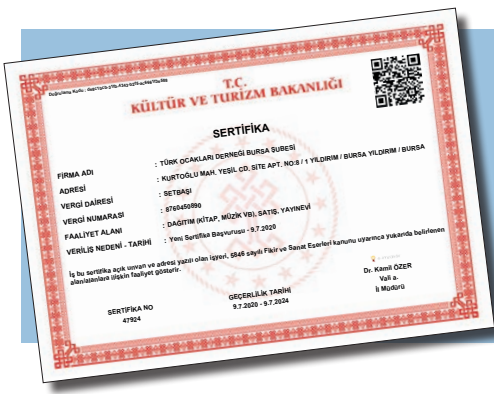 T.C.
KÜLTÜR VE TURİZM BAKANLIĞI
SERTİFİKA
FİRMA ADI : TÜRK OCAKLARI DERNEĞİ BURSA ŞUBESİ
ADRESİ : KURTOĞLU MAH. YEŞİL CD. SİTE APT. NO:8 / 1 YILDIRIM / BURSA YILDIRIM / BURSA
VERGİ DAİRESİ : SETBAŞI
VERGİ NUMARASI : 8760450890
FAALİYET ALANI : DAĞITIM (KİTAP, MÜZİK VB), SATIŞ, YAYINEVİ
VERİLİŞ NEDENİ - TARİHİ : Yeni Sertifika Başvurusu - 9.7.2020
İş bu sertifika açık unvan ve adresi yazılı olan işyeri, 5846 sayılı Fikir ve Sanat Eserleri kanunu uyarınca yukarıda belirlenen
alan/alanlara ilişkin faaliyet gösterir.
Dr. Kamil ÖZER
Vali a.
İl Müdürü
SERTİFİKA NO
47924
GEÇERLİLİK TARİHİ
9.7.2020 - 9.7.2024